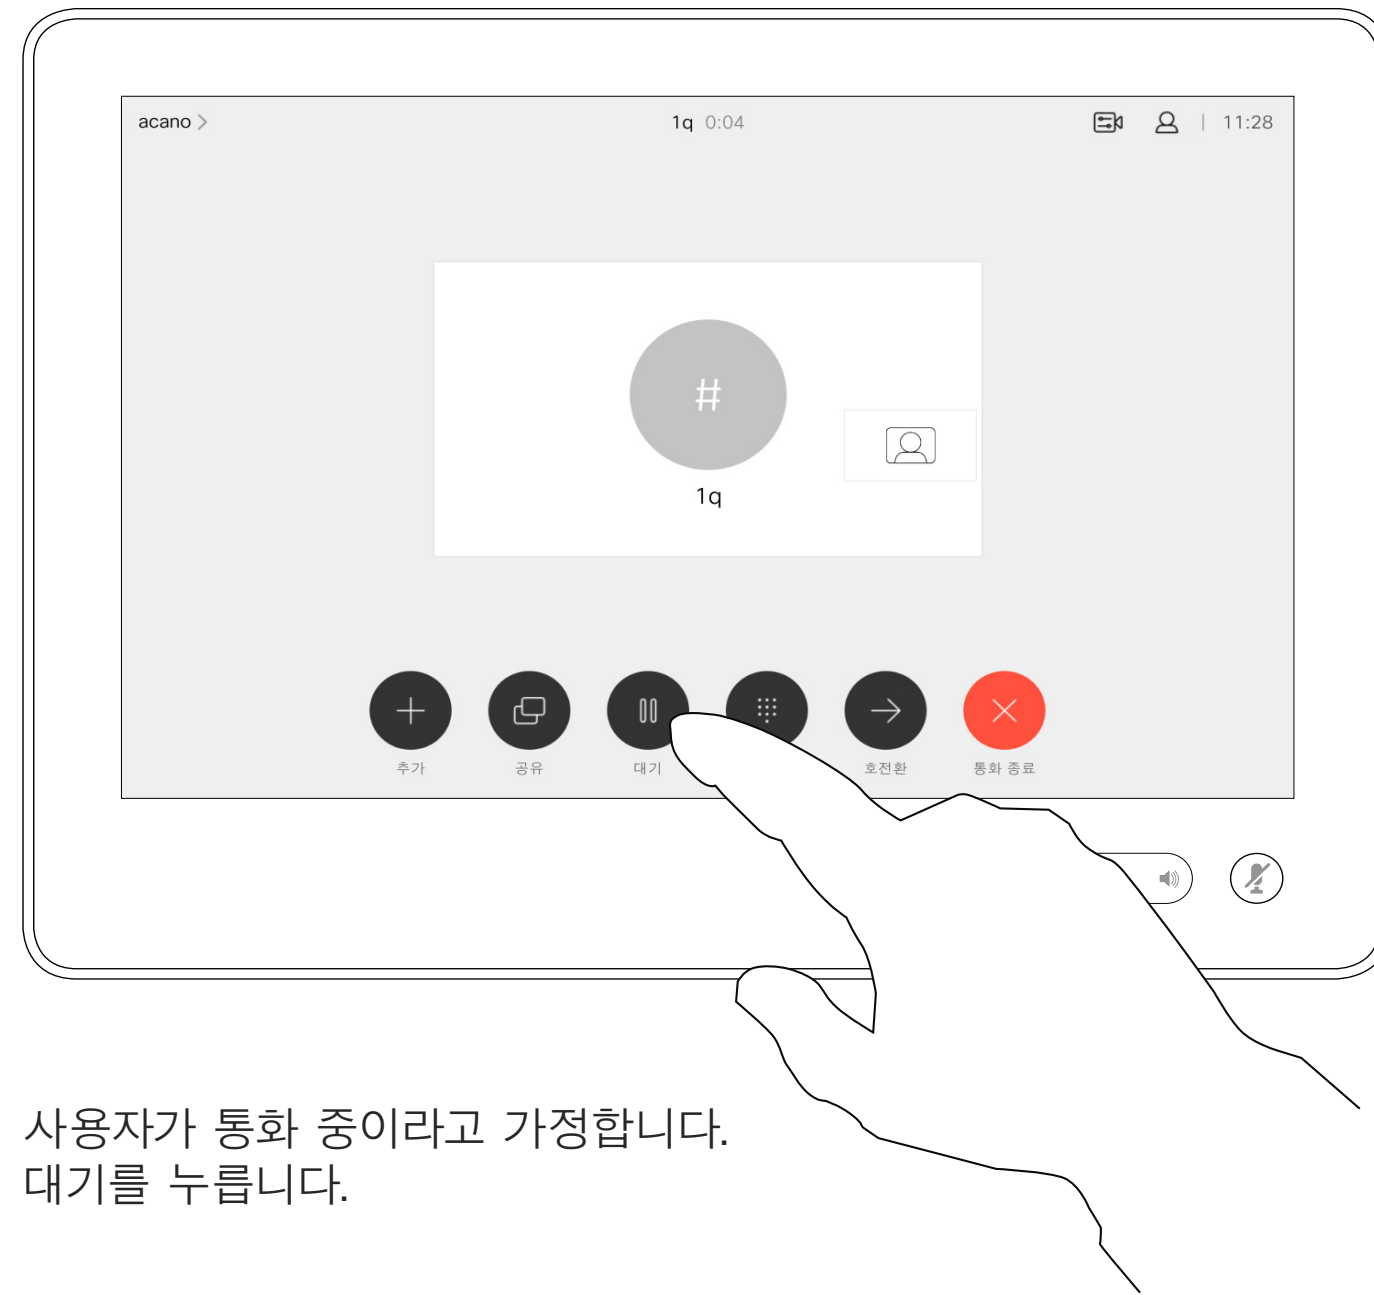 acano
1q 0:04
11:28
#
1q
추가
공유
대기
호전환
통화 종료
사용자가 통화 중이라고 가정합니다.
대기를 누릅니다.